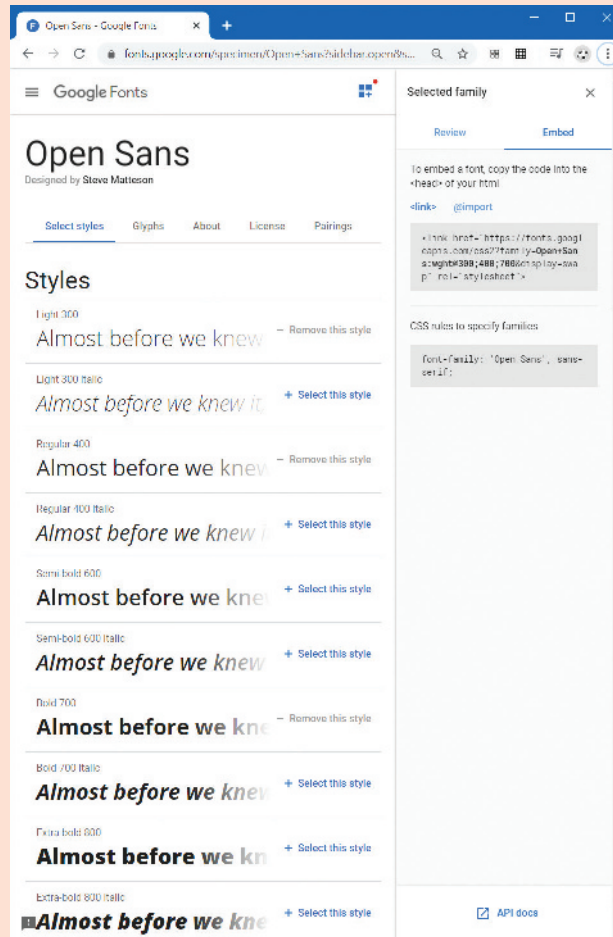 Open Sans - Google Fonts
fonts.google.com/specimen/Open+Sans?sidebar.open&s...
Google Fonts
Selected family
Review
Embed
Open Sans
Designed by Steve Matteson
To embed a font, copy the code into the
<head> of your html
<link>
@import
Select styles
Glyphs
About
License
Pairings
<link href="https://fonts.googl
eapis.com/css2?family=Open+San
s:wght@300;400;700&display=swa
p" rel="stylesheet">
Styles
CSS rules to specify families
font-family: 'Open Sans', sans-
serif;
Light 300
Almost before we knew
− Remove this style
Light 300 Italic
Almost before we knew it,
+ Select this style
Regular 400
Almost before we knew
− Remove this style
Regular 400 Italic
Almost before we knew i
+ Select this style
Semi-bold 600
Almost before we kne
+ Select this style
Semi-bold 600 Italic
Almost before we knew
+ Select this style
Bold 700
Almost before we kne
− Remove this style
Bold 700 Italic
Almost before we knew
+ Select this style
Extra-bold 800
Almost before we kn
+ Select this style
Extra-bold 800 Italic
Almost before we kne
+ Select this style
API docs